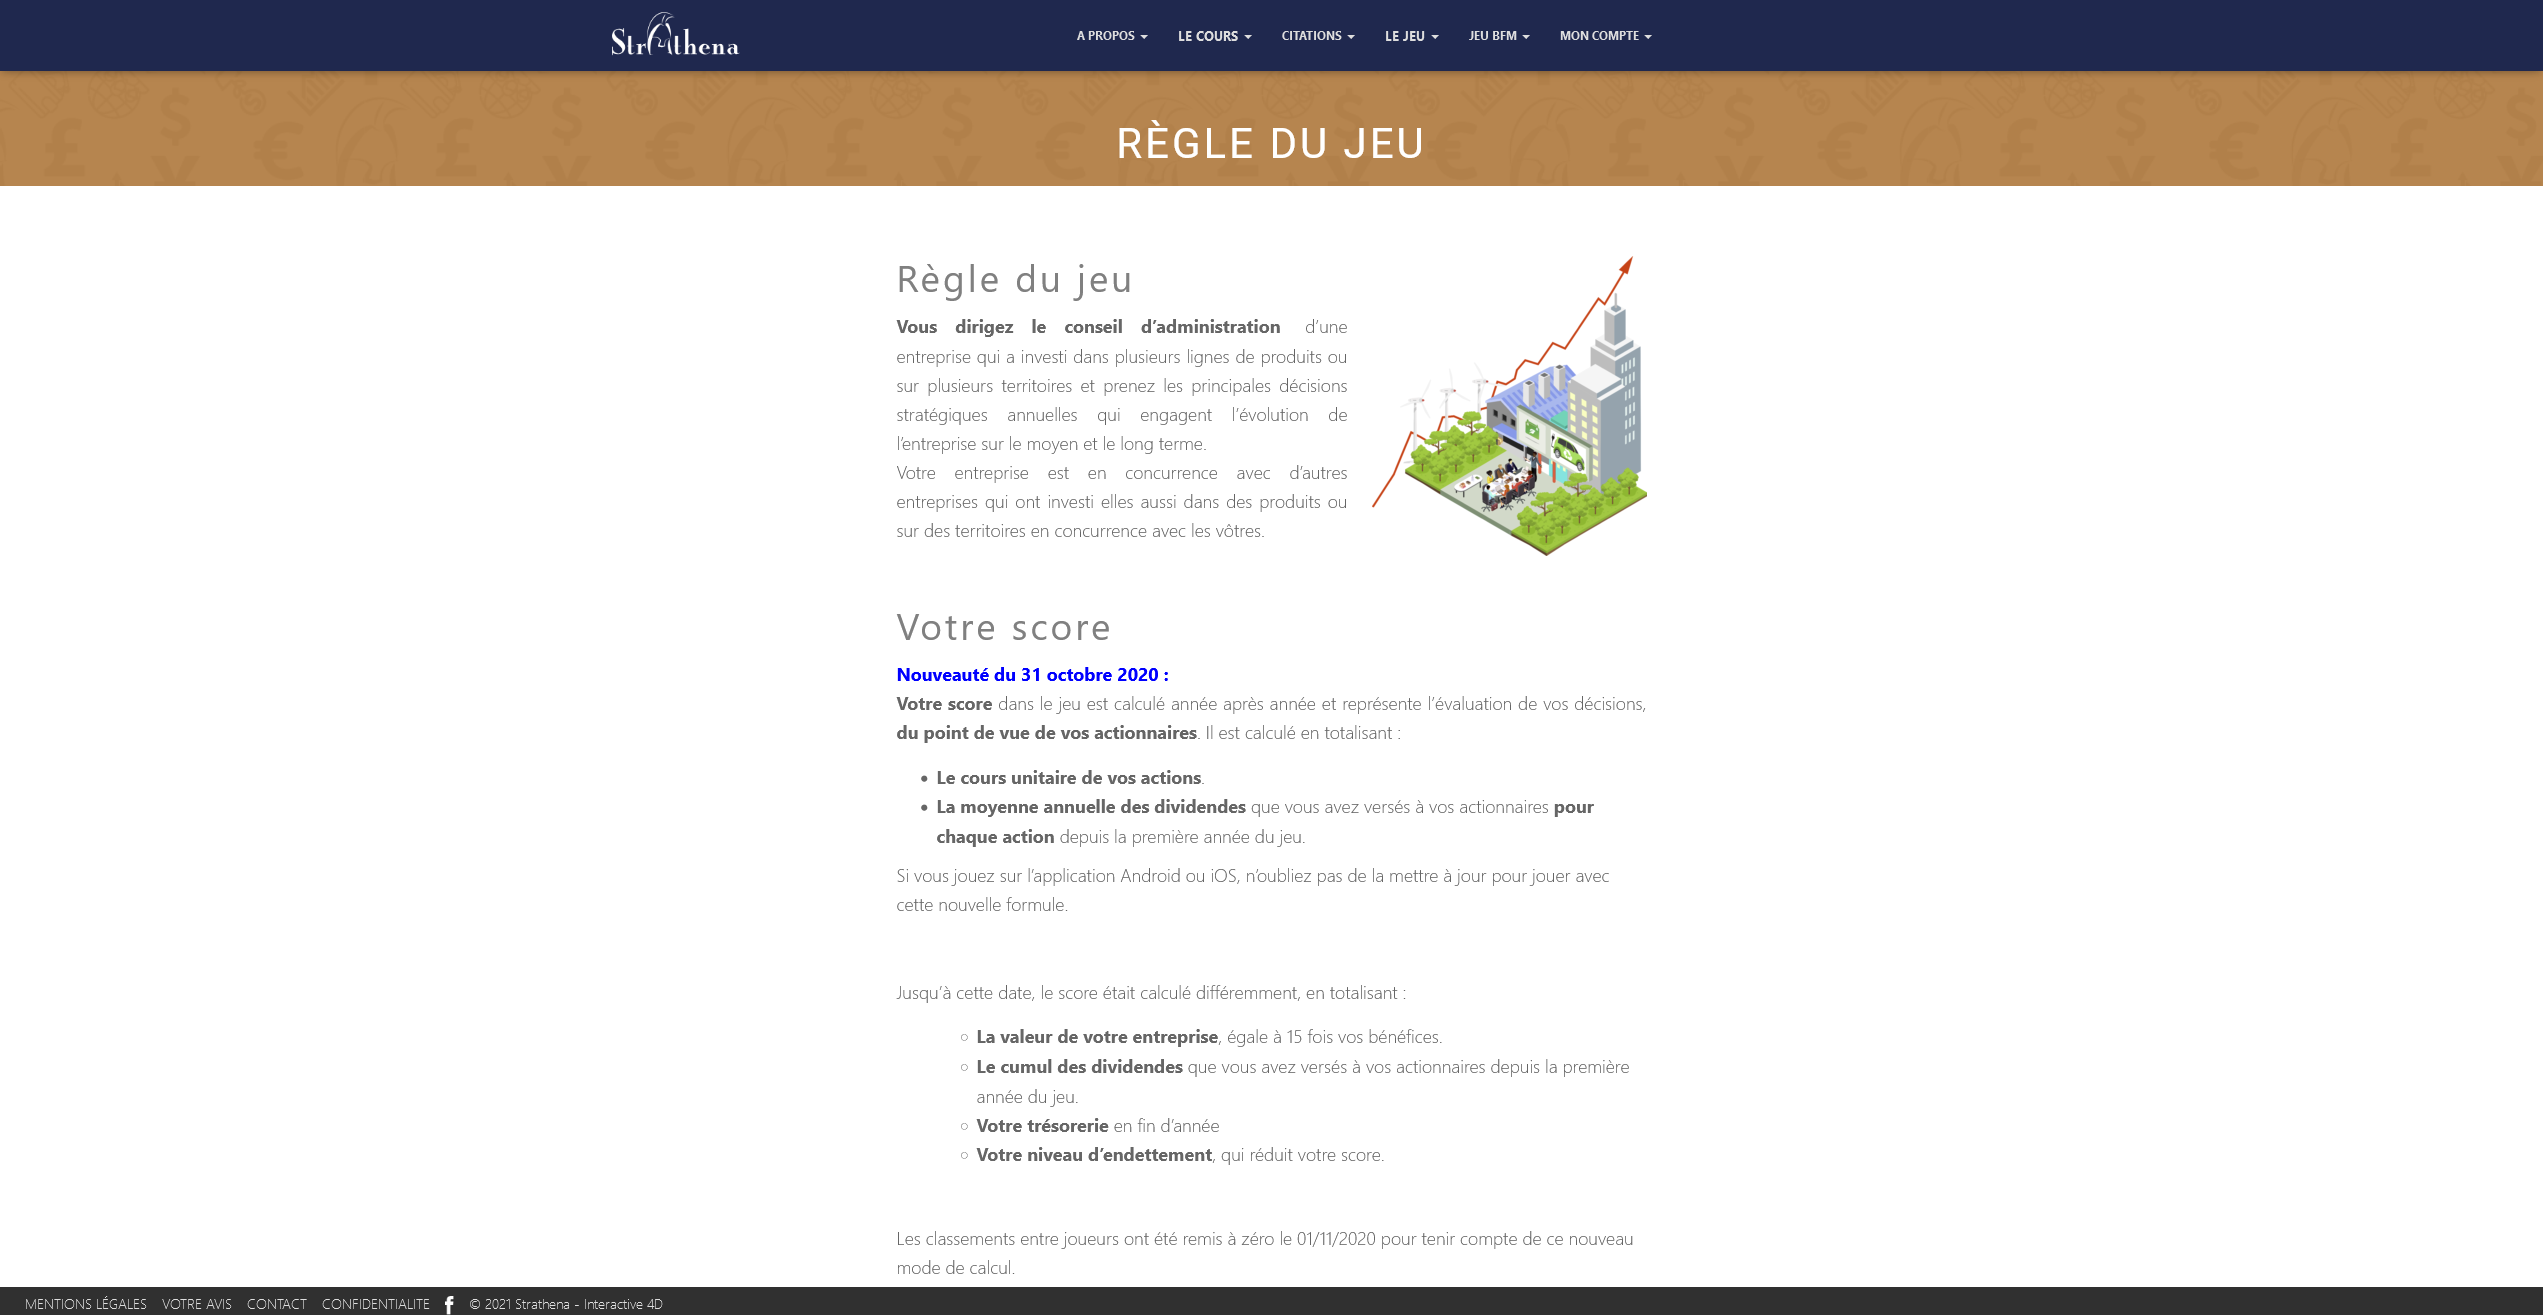 Strathena
A PROPOS
LE COURS
CITATIONS
LE JEU
JEU BFM
MON COMPTE
RÈGLE DU JEU
Règle du jeu
Vous dirigez le conseil d’administration d’une
entreprise qui a investi dans plusieurs lignes de produits ou
sur plusieurs territoires et prenez les principales décisions
stratégiques annuelles qui engagent l’évolution de
l’entreprise sur le moyen et le long terme.
Votre entreprise est en concurrence avec d’autres
entreprises qui ont investi elles aussi dans des produits ou
sur des territoires en concurrence avec les vôtres.
Votre score
Nouveauté du 31 octobre 2020 :
Votre score dans le jeu est calculé année après année et représente l’évaluation de vos décisions,
du point de vue de vos actionnaires. Il est calculé en totalisant :
Le cours unitaire de vos actions.
La moyenne annuelle des dividendes que vous avez versés à vos actionnaires pour
chaque action depuis la première année du jeu.
Si vous jouez sur l’application Android ou iOS, n’oubliez pas de la mettre à jour pour jouer avec
cette nouvelle formule.
Jusqu’à cette date, le score était calculé différemment, en totalisant :
La valeur de votre entreprise, égale à 15 fois vos bénéfices.
Le cumul des dividendes que vous avez versés à vos actionnaires depuis la première
année du jeu.
Votre trésorerie en fin d’année
Votre niveau d’endettement, qui réduit votre score.
Les classements entre joueurs ont été remis à zéro le 01/11/2020 pour tenir compte de ce nouveau
mode de calcul.
MENTIONS LÉGALES VOTRE AVIS CONTACT CONFIDENTIALITE © 2021 Strathena - Interactive 4D